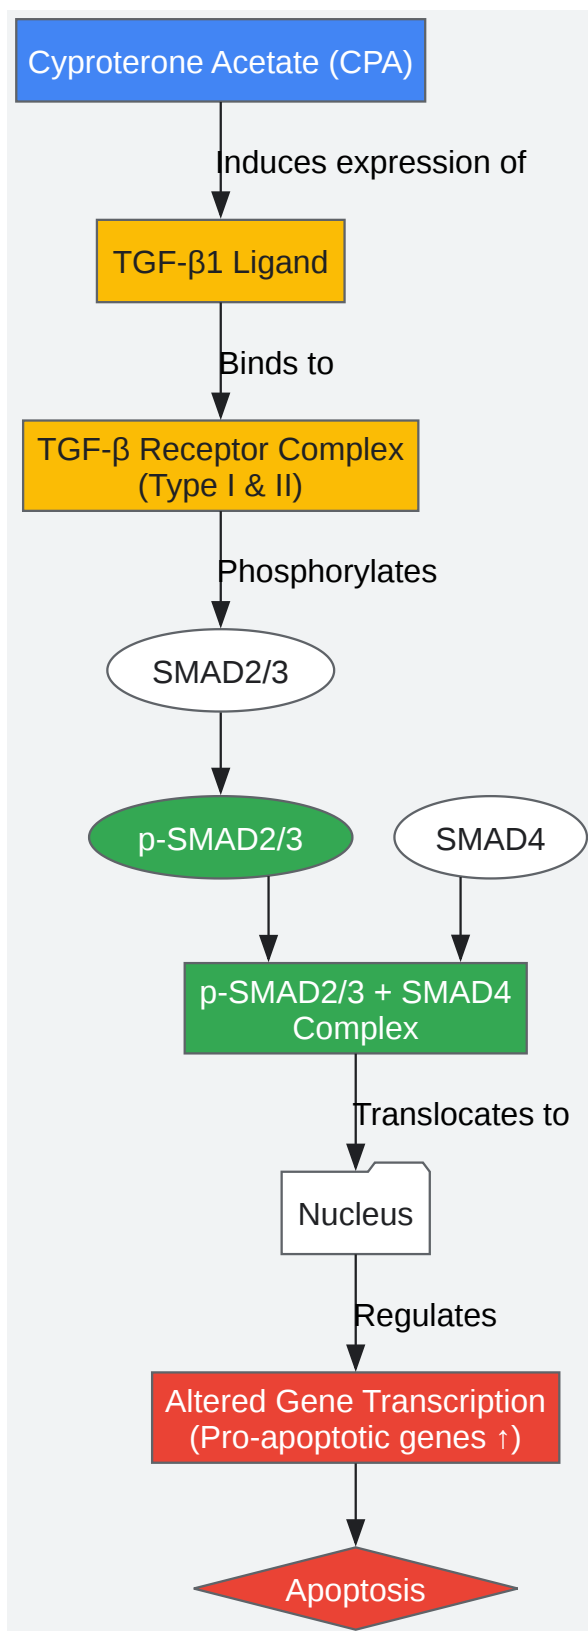 Cyproterone Acetate (CPA)
Induces expression of
TGF-β1 Ligand
Binds to
TGF-β Receptor Complex
(Type I & II)
Phosphorylates
SMAD2/3
p-SMAD2/3
SMAD4
p-SMAD2/3 + SMAD4
Complex
Translocates to
Nucleus
Regulates
Altered Gene Transcription
(Pro-apoptotic genes ↑)
Apoptosis